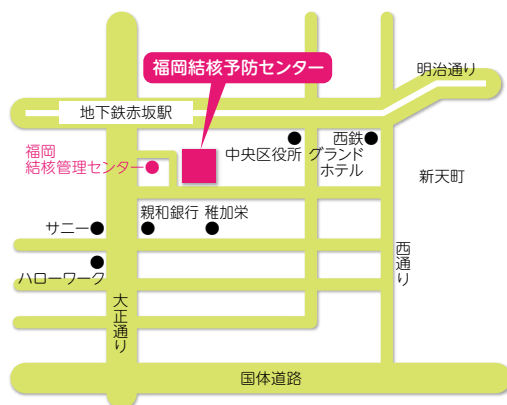 福岡結核予防センター
明治通り
地下鉄赤坂駅
福岡
結核管理センター
中央区役所
西鉄
グランド
ホテル
新天町
サニー
親和銀行
稚加栄
ハローワーク
大正通り
西通り
国体道路